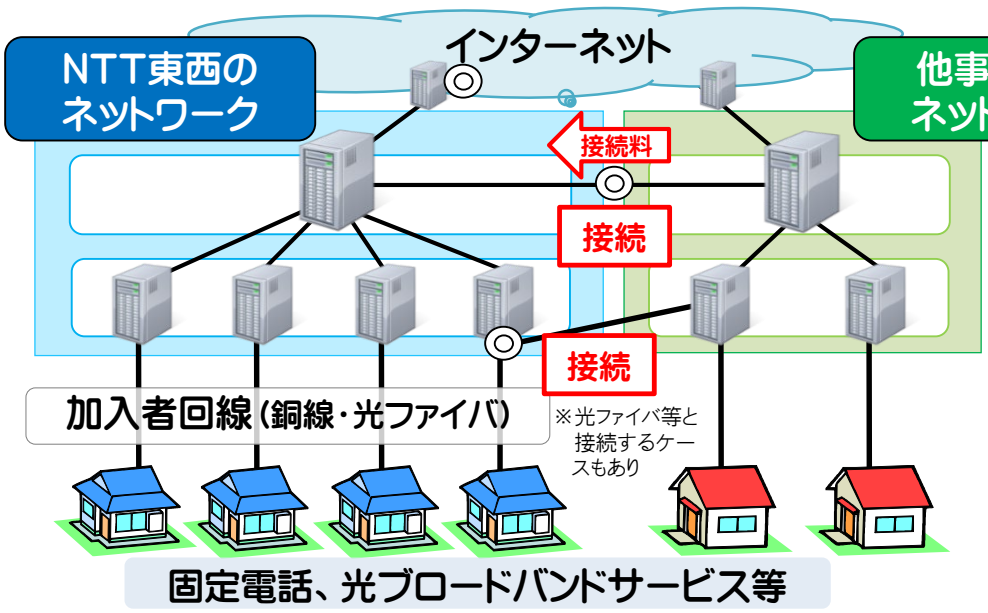 インターネット
NTT東西の
ネットワーク
他事
ネット
接続料
接続
接続
加入者回線(銅線・光ファイバ)
※光ファイバ等と
接続するケー
スもあり
固定電話、光ブロードバンドサービス等